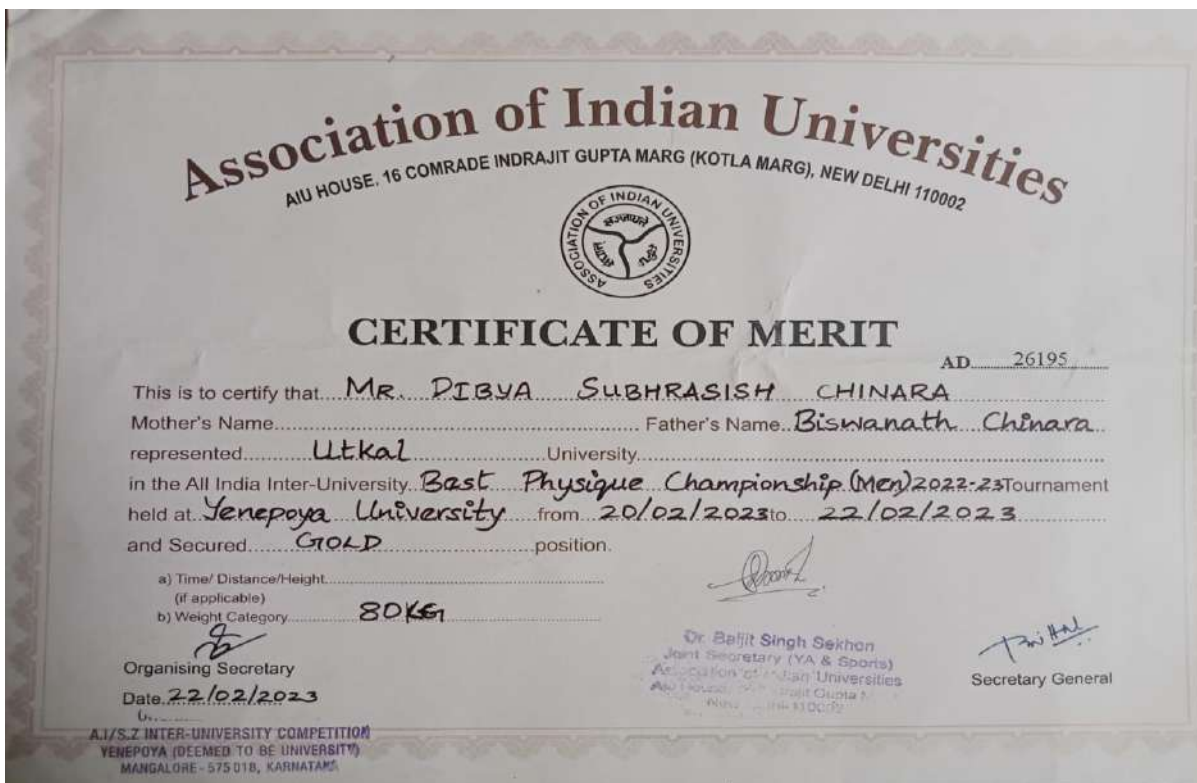 Association of Indian Universities
AIU HOUSE, 16 COMRADE INDRAJIT GUPTA MARG (KOTLA MARG), NEW DELHI 110002
ASSOCIATION OF INDIAN UNIVERSITIES
CERTIFICATE OF MERIT
AD 26195
This is to certify that MR. DIBYA SUBHRASISH CHINARA
Mother's Name Father's Name Biswanath Chinara
represented Utkal University
in the All India Inter-University Best Physique Championship (Men) 2022-23 Tournament
held at Yenepoya University from 20/02/2023 to 22/02/2023
and Secured GOLD position.
a) Time/ Distance/Height
(if applicable)
b) Weight Category 80KG
Dr. Baljit Singh Sekhon
Joint Secretary (YA & Sports)
Association of Indian Universities
Organising Secretary
Secretary General
Date 22/02/2023
A.I/S.Z INTER-UNIVERSITY COMPETITION
YENEPOYA (DEEMED TO BE UNIVERSITY)
MANGALORE - 575 018, KARNATAKA